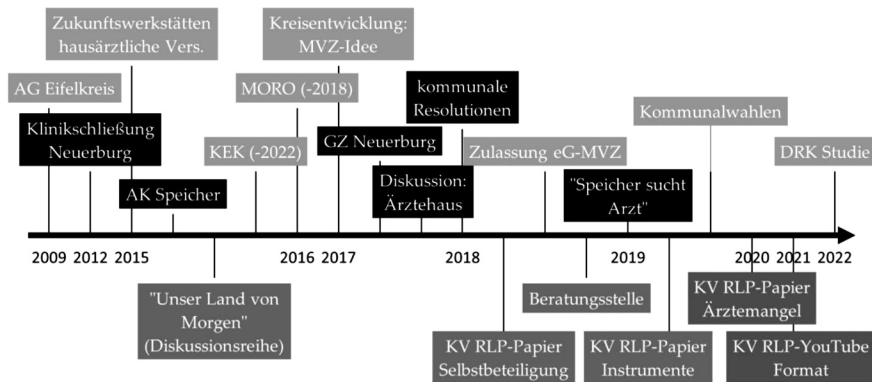 Zukunftswerkstätten
hausärztliche Vers.
Kreisentwicklung:
MVZ-Idee
AG Eifelkreis
MORO (-2018)
kommunale
Resolutionen
Kommunalwahlen
Klinikschließung
Neuerburg
KEK (-2022)
GZ Neuerburg
Zulassung eG-MVZ
DRK Studie
AK Speicher
Diskussion:
Ärztehaus
"Speicher sucht
Arzt"
2009 2012 2015 2016 2017 2018 2019 2020 2021 2022
"Unser Land von
Morgen"
(Diskussionsreihe)
Beratungsstelle
KV RLP-Papier
Ärztemangel
KV RLP-Papier
Selbstbeteiligung
KV RLP-Papier
Instrumente
KV RLP-YouTube
Format